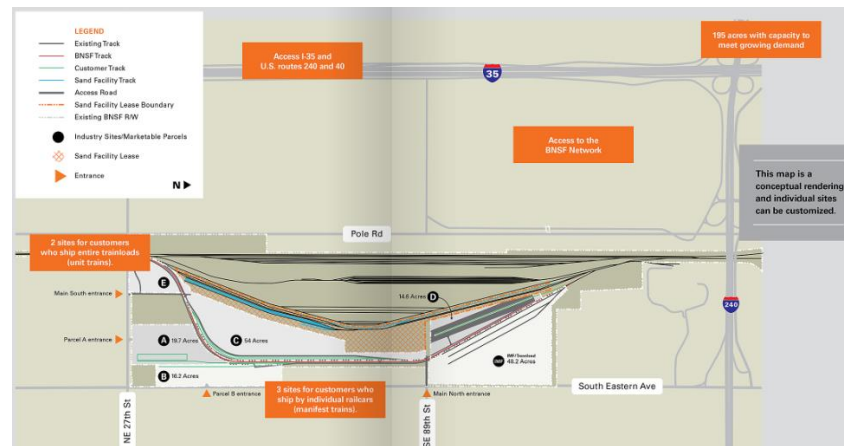 LEGEND
Existing Track
BNSF Track
Customer Track
Sand Facility Track
Access Road
Sand Facility Lease Boundary
Existing BNSF R/W
Industry Sites/Marketable Parcels
Sand Facility Lease
Entrance
N
Access I-35 and
U.S. routes 240 and 40
35
195 acres with capacity to
meet growing demand
Access to the
BNSF Network
This map is a
conceptual rendering
and individual sites
can be customized.
Pole Rd
2 sites for customers
who ship entire trainloads
(unit trains).
E
Main South entrance
14.6 Acres
D
240
Parcel A entrance
A 19.7 Acres
C 54 Acres
48.2 Acres
B 16.2 Acres
South Eastern Ave
3 sites for customers who
ship by individual railcars
(manifest trains).
Parcel B entrance
Main North entrance
NE 27th St
SE 89th St